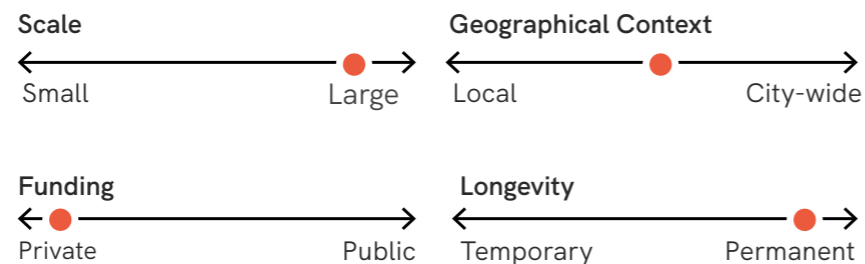 Scale
Small
Large
Geographical Context
Local
City-wide
Funding
Private
Public
Longevity
Temporary
Permanent